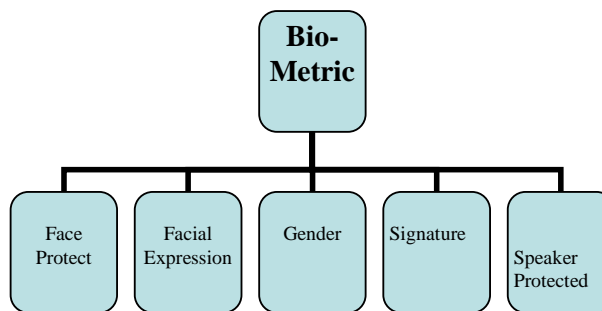 Bio-
Metric
Face
Protect
Facial
Expression
Gender
Signature
Speaker
Protected